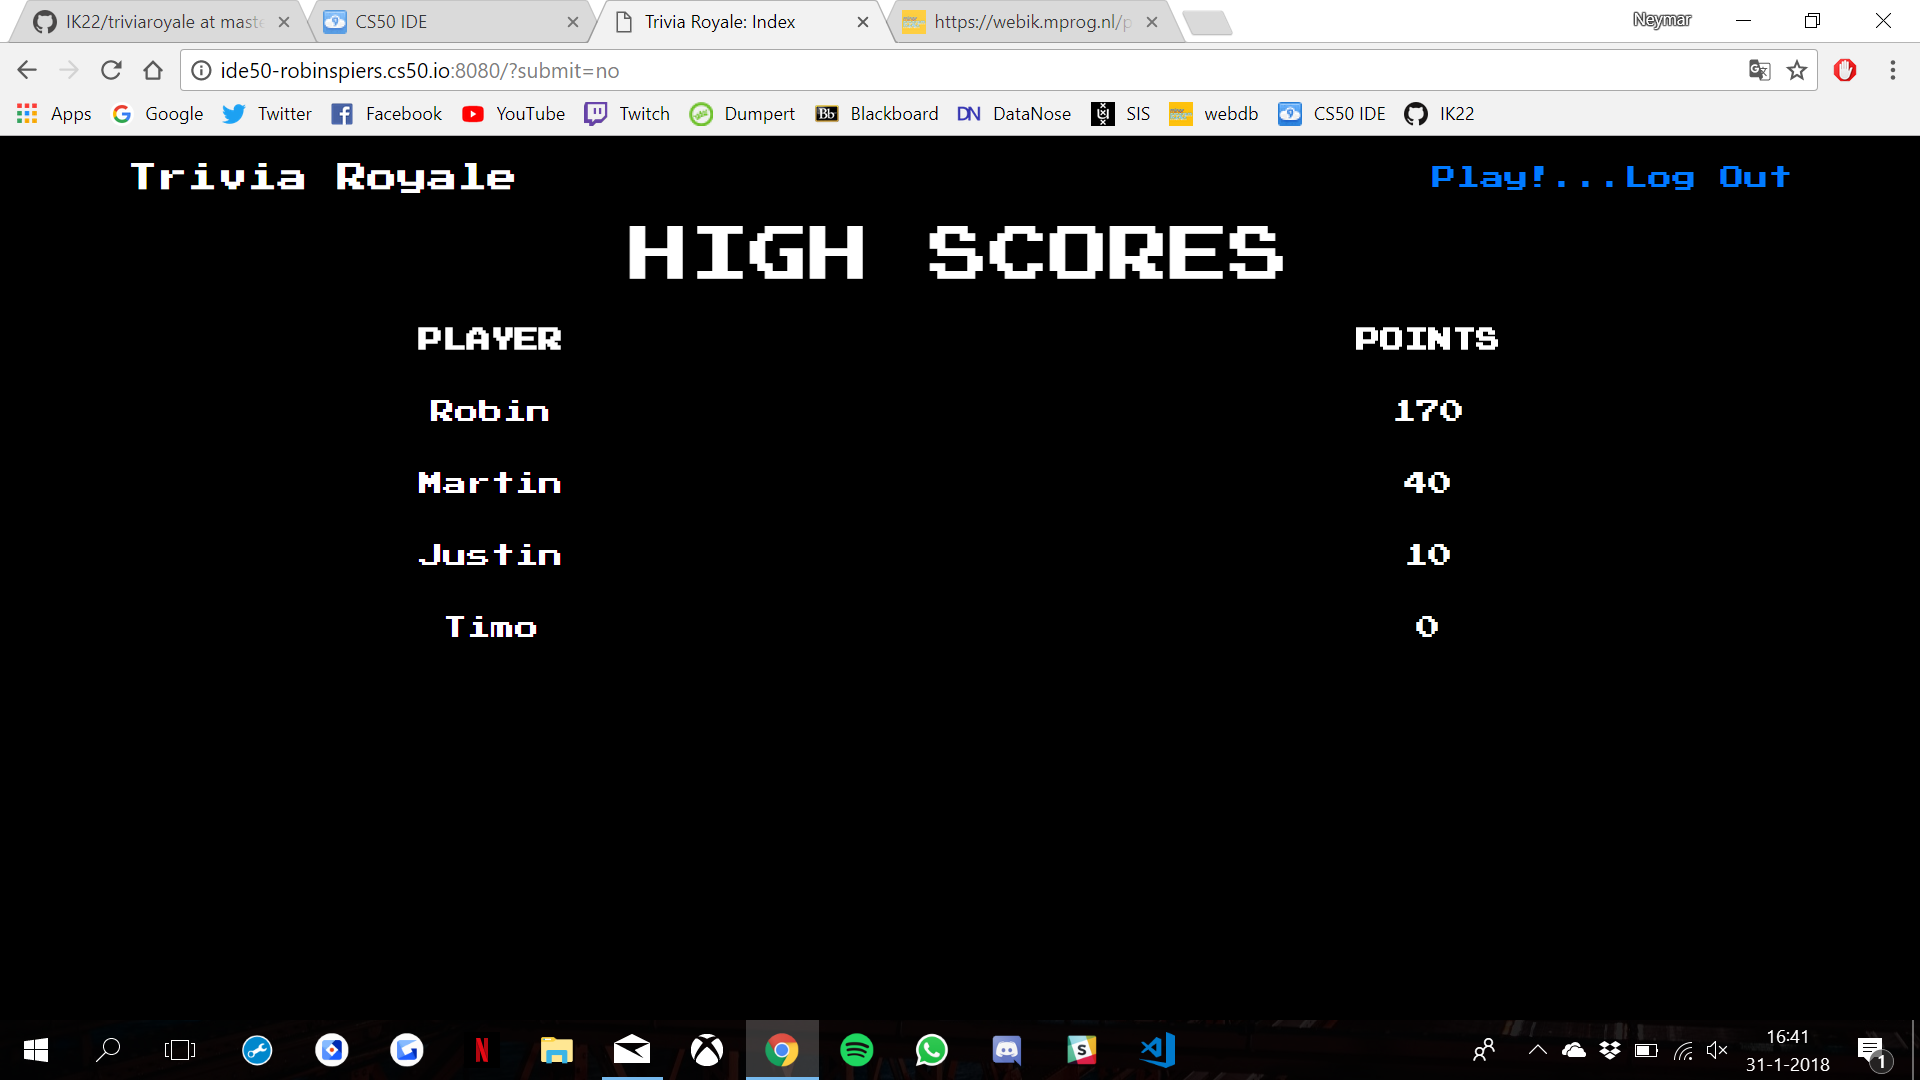 IK22/triviaroyale at maste
CS50 IDE
Trivia Royale: Index
https://webik.mprog.nl/p
Neymar
ide50-robinspiers.cs50.io:8080/?submit=no
Apps
Google
Twitter
Facebook
YouTube
Twitch
Dumpert
Bb
Blackboard
DN
DataNose
SIS
webdb
CS50 IDE
IK22
Trivia Royale
Play!...Log Out
HIGH SCORES
PLAYER POINTS
Robin 170
Martin 40
Justin 10
Timo 0
16:41
31-1-2018
1